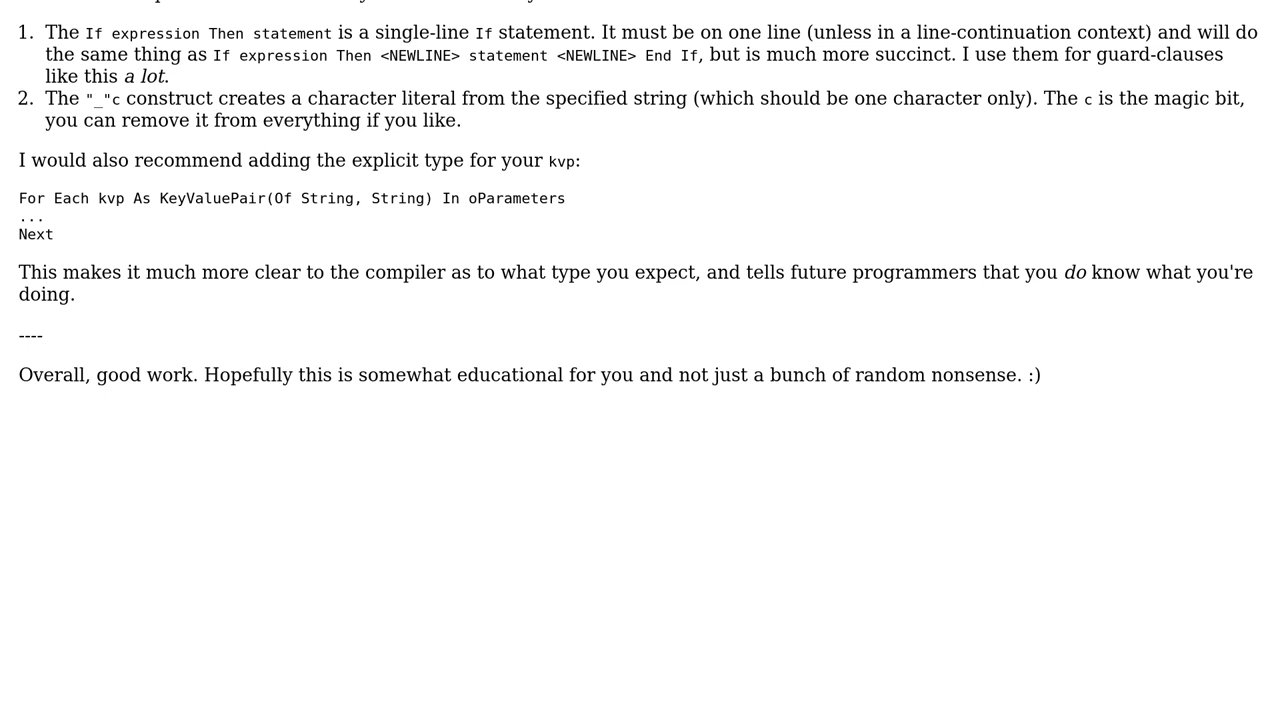 1. The If expression Then statement is a single-line If statement. It must be on one line (unless in a line-continuation context) and will do
the same thing as If expression Then <NEWLINE> statement <NEWLINE> End If, but is much more succinct. I use them for guard-clauses
like this a lot.
2. The "_"c construct creates a character literal from the specified string (which should be one character only). The c is the magic bit,
you can remove it from everything if you like.
I would also recommend adding the explicit type for your kvp:
For Each kvp As KeyValuePair(Of String, String) In oParameters
...
Next
This makes it much more clear to the compiler as to what type you expect, and tells future programmers that you do know what you're
doing.
----
Overall, good work. Hopefully this is somewhat educational for you and not just a bunch of random nonsense. :)